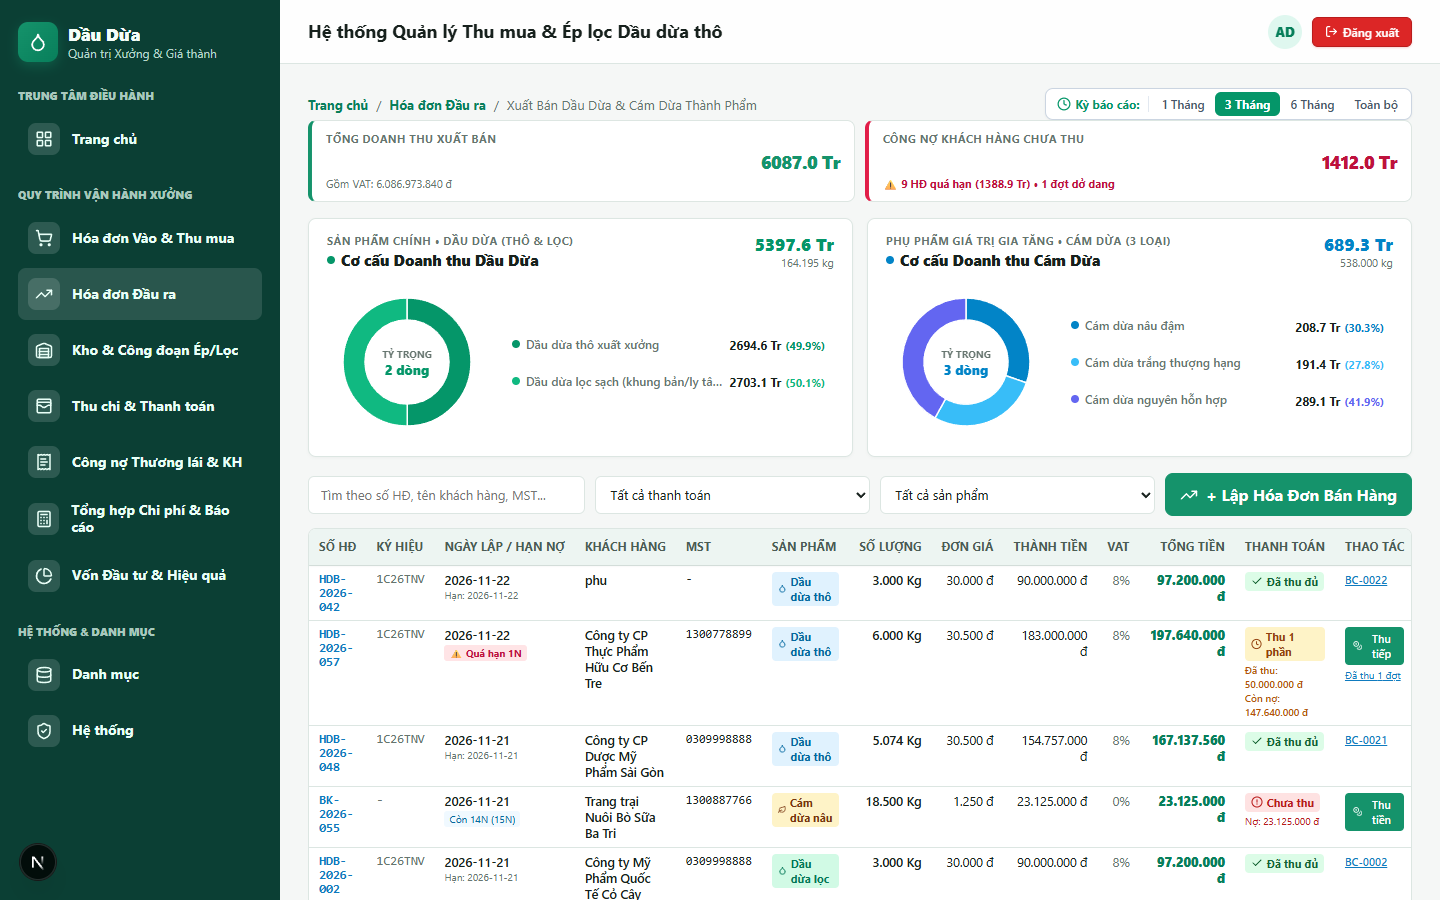 Dầu Dừa
Quản trị Xưởng & Giá thành
TRUNG TÂM ĐIỀU HÀNH
Trang chủ
QUY TRÌNH VẬN HÀNH XƯỞNG
Hóa đơn Vào & Thu mua
Hóa đơn Đầu ra
Kho & Công đoạn Ép/Lọc
Thu chi & Thanh toán
Công nợ Thương lái & KH
Tổng hợp Chi phí & Báo
cáo
Vốn Đầu tư & Hiệu quả
HỆ THỐNG & DANH MỤC
Danh mục
Hệ thống
N
Hệ thống Quản lý Thu mua & Ép lọc Dầu dừa thô
AD
Đăng xuất
Trang chủ / Hóa đơn Đầu ra / Xuất Bán Dầu Dừa & Cám Dừa Thành Phẩm
Kỳ báo cáo: 1 Tháng 3 Tháng 6 Tháng Toàn bộ
TỔNG DOANH THU XUẤT BÁN
6087.0 Tr
Gồm VAT: 6.086.973.840 đ
CÔNG NỢ KHÁCH HÀNG CHƯA THU
1412.0 Tr
9 HĐ quá hạn (1388.9 Tr) • 1 đợt dở dang
SẢN PHẨM CHÍNH • DẦU DỪA (THÔ & LỌC)
Cơ cấu Doanh thu Dầu Dừa
5397.6 Tr
164.195 kg
TỶ TRỌNG
2 dòng
Dầu dừa thô xuất xưởng 2694.6 Tr (49.9%)
Dầu dừa lọc sạch (khung bản/ly tâ... 2703.1 Tr (50.1%)
PHỤ PHẨM GIÁ TRỊ GIA TĂNG • CÁM DỪA (3 LOẠI)
Cơ cấu Doanh thu Cám Dừa
689.3 Tr
538.000 kg
TỶ TRỌNG
3 dòng
Cám dừa nâu đậm 208.7 Tr (30.3%)
Cám dừa trắng thượng hạng 191.4 Tr (27.8%)
Cám dừa nguyên hỗn hợp 289.1 Tr (41.9%)
Tìm theo số HĐ, tên khách hàng, MST...
Tất cả thanh toán
Tất cả sản phẩm
+ Lập Hóa Đơn Bán Hàng
SỐ HĐ KÝ HIỆU NGÀY LẬP / HẠN NỢ KHÁCH HÀNG MST SẢN PHẨM SỐ LƯỢNG ĐƠN GIÁ THÀNH TIỀN VAT TỔNG TIỀN THANH TOÁN THAO TÁC
HDB-
2026-
042
1C26TNV
2026-11-22
Hạn: 2026-11-22
phu
-
Dầu
dừa thô
3.000 Kg
30.000 đ
90.000.000 đ
8%
97.200.000
đ
Đã thu đủ
BC-0022
HDB-
2026-
057
1C26TNV
2026-11-22
Quá hạn 1N
Công ty CP
Thực Phẩm
Hữu Cơ Bến
Tre
1300778899
Dầu
dừa thô
6.000 Kg
30.500 đ
183.000.000
đ
8%
197.640.000
đ
Thu 1
phần
Đã thu:
50.000.000 đ
Còn nợ:
147.640.000 đ
Thu
tiếp
Đã thu 1 đợt
HDB-
2026-
048
1C26TNV
2026-11-21
Hạn: 2026-11-21
Công ty CP
Dược Mỹ
Phẩm Sài Gòn
0309998888
Dầu
dừa thô
5.074 Kg
30.500 đ
154.757.000
đ
8%
167.137.560
đ
Đã thu đủ
BC-0021
BK-
2026-
055
-
2026-11-21
Còn 14N (15N)
Trang trại
Nuôi Bò Sữa
Ba Tri
1300887766
Cám
dừa nâu
18.500 Kg
1.250 đ
23.125.000 đ
0%
23.125.000
đ
Chưa thu
Nợ: 23.125.000 đ
Thu
tiền
HDB-
2026-
002
1C26TNV
2026-11-21
Hạn: 2026-11-21
Công ty Mỹ
Phẩm Quốc
Tế Cỏ Cây
0309998888
Dầu
dừa lọc
3.000 Kg
30.000 đ
90.000.000 đ
8%
97.200.000
đ
Đã thu đủ
BC-0002